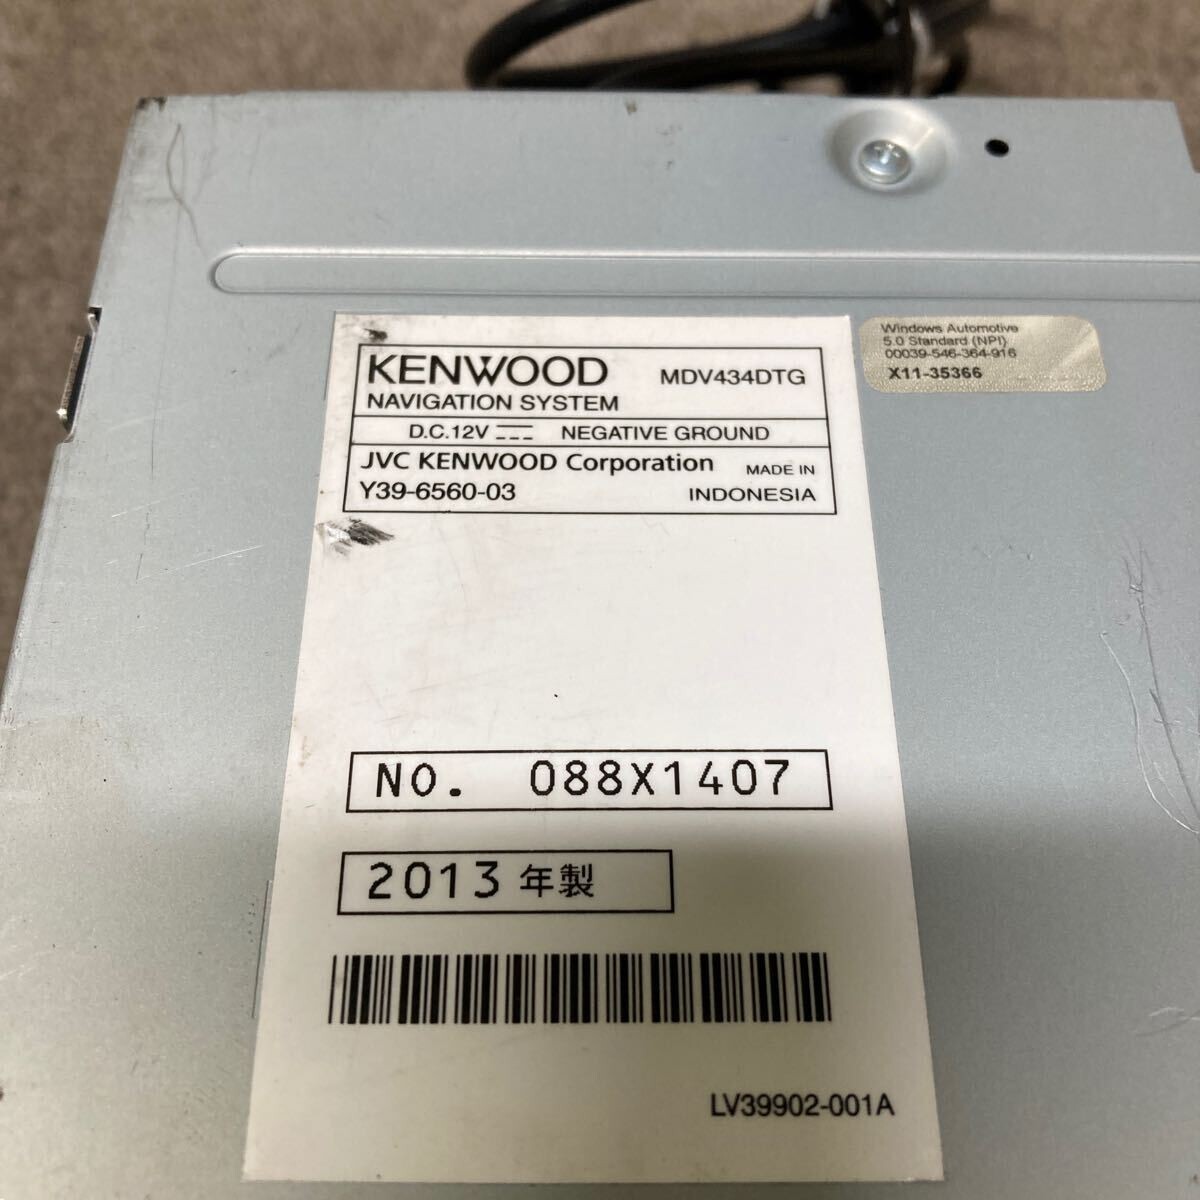 KENWOOD MDV434DTG
NAVIGATION SYSTEM
D.C.12V NEGATIVE GROUND
JVC KENWOOD Corporation MADE IN
Y39-6560-03 INDONESIA
NO. 088X1407
2013 年製
LV39902-001A
Windows Automotive
5.0 Standard (NPI)
00039-546-364-916
X11-35366